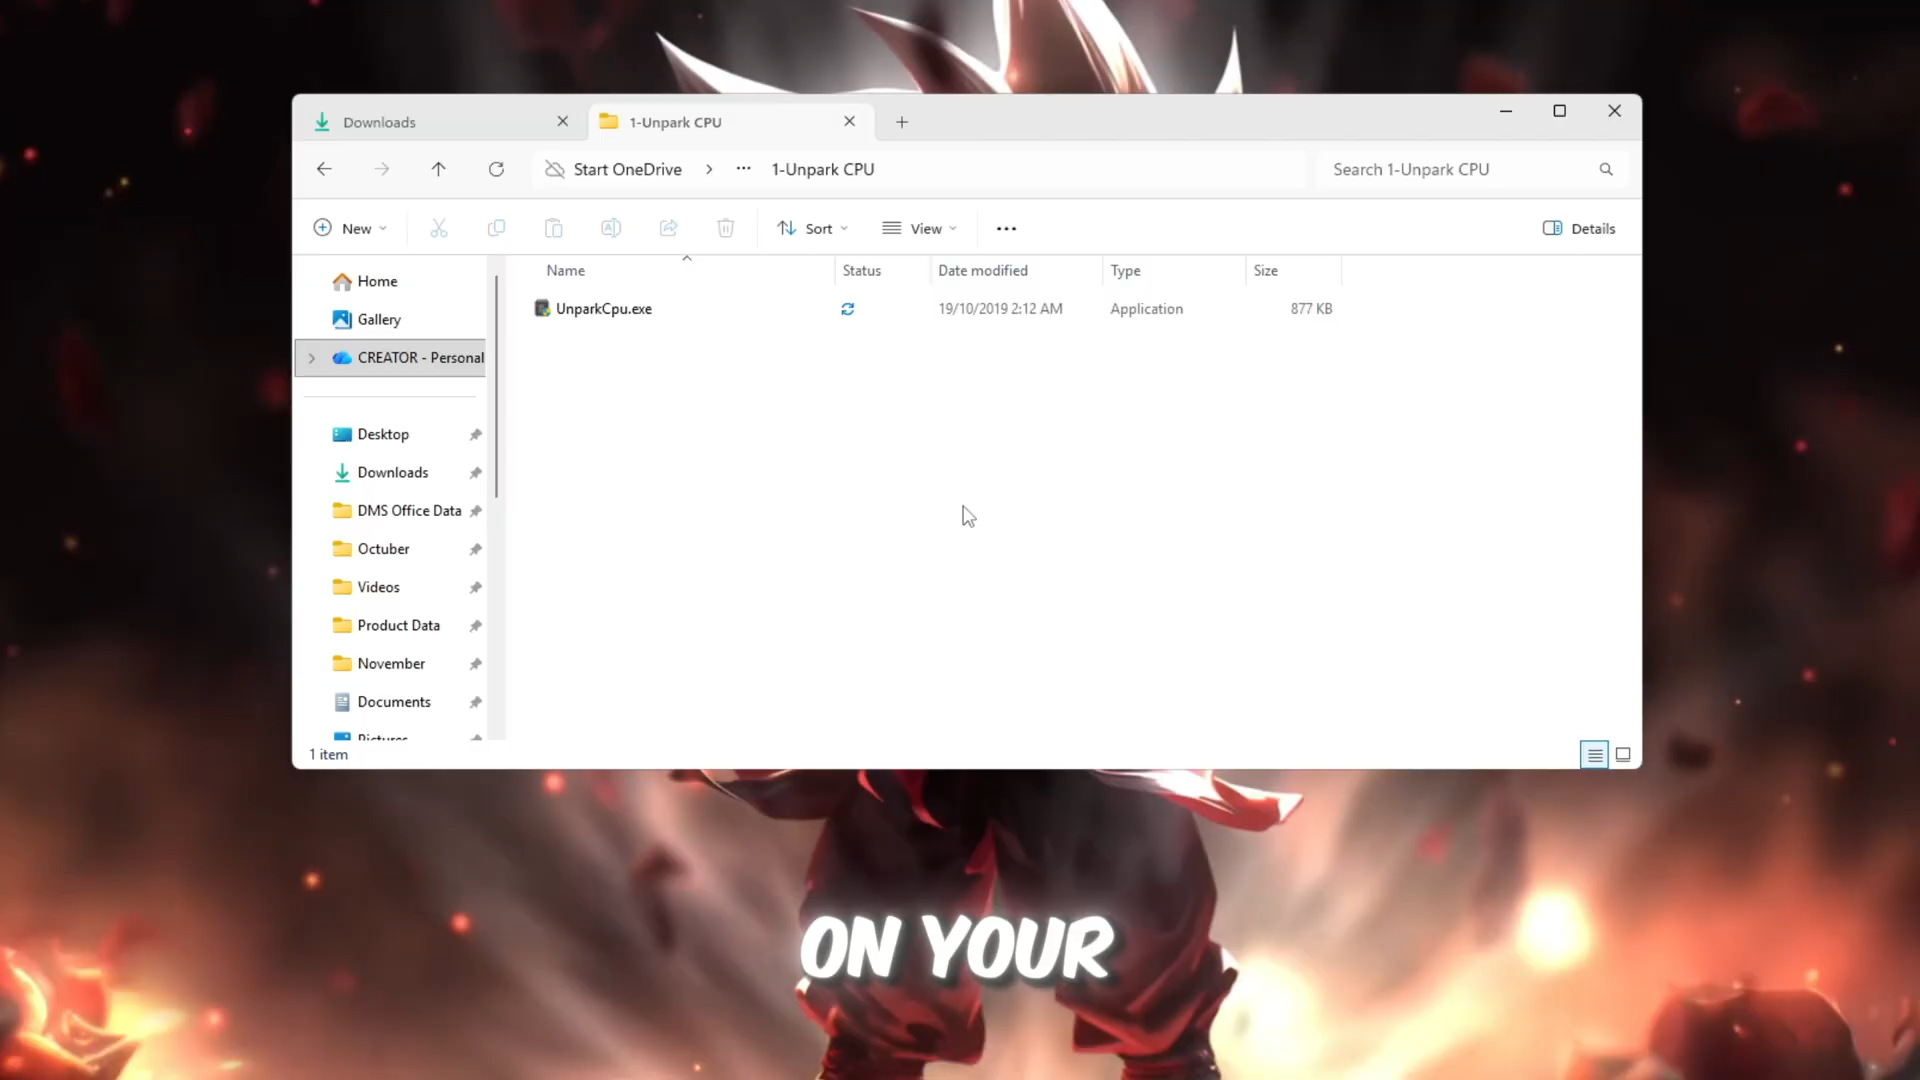 Downloads
1-Unpark CPU
Start OneDrive
1-Unpark CPU
Search 1-Unpark CPU
New
Sort
View
Details
Name
Status
Date modified
Type
Size
UnparkCpu.exe
19/10/2019 2:12 AM
Application
877 KB
Home
Gallery
CREATOR - Personal
Desktop
Downloads
DMS Office Data
Octuber
Videos
Product Data
November
Documents
Pictures
1 item
ON YOUR